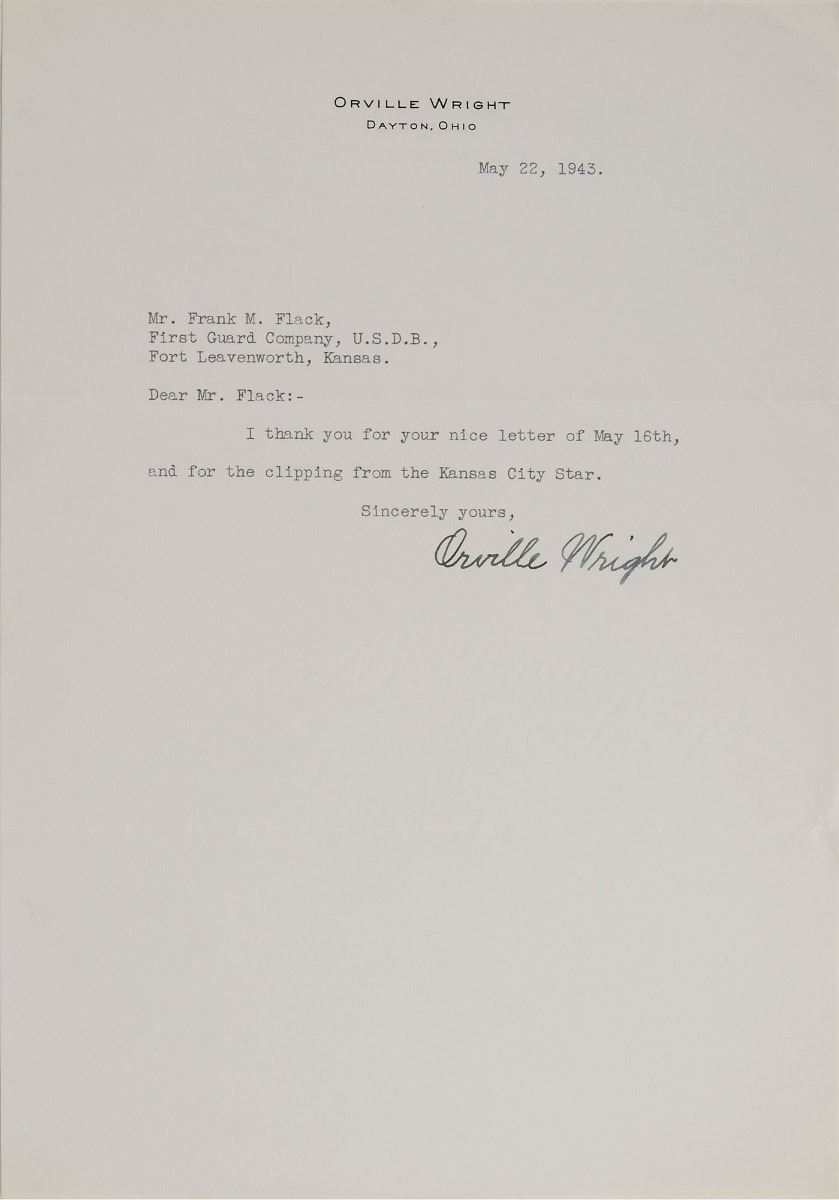 ORVILLE WRIGHT
DAYTON, OHIO
May 22, 1943.
Mr. Frank M. Flack,
First Guard Company, U.S.D.B.,
Fort Leavenworth, Kansas.
Dear Mr. Flack:-
I thank you for your nice letter of May 16th,
and for the clipping from the Kansas City Star.
Sincerely yours,
Orville Wright